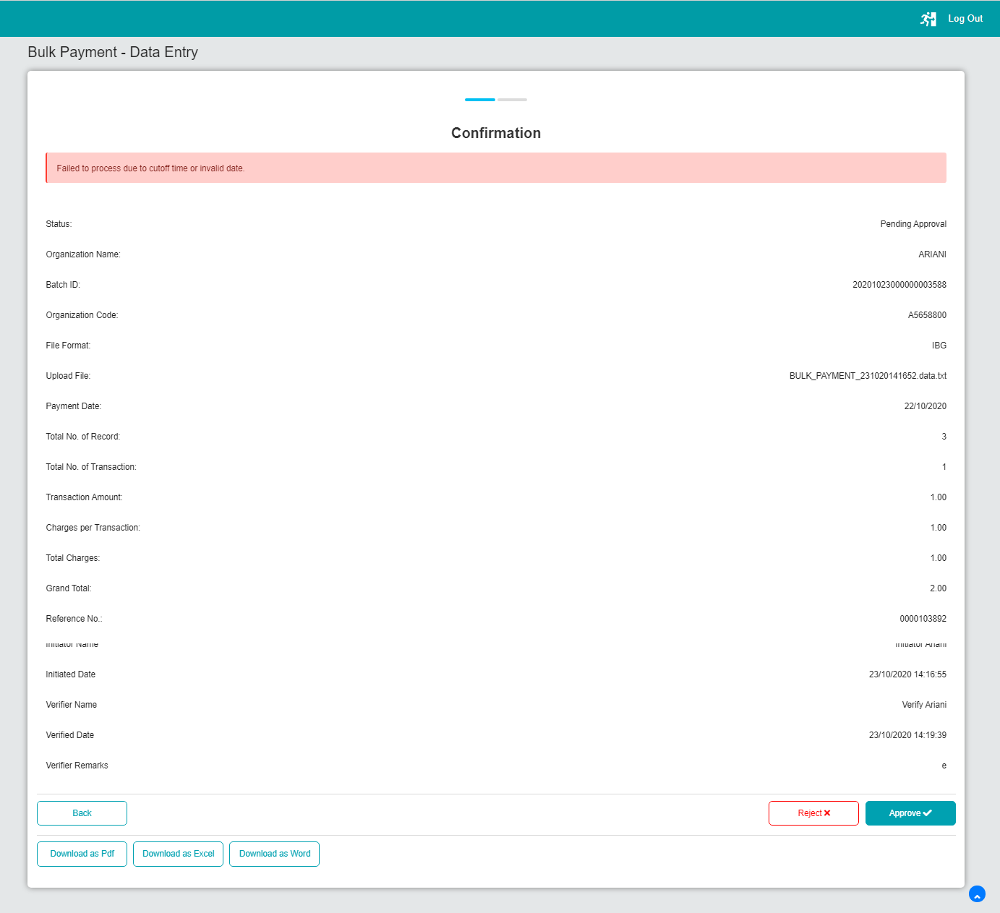 Log Out
Bulk Payment - Data Entry
Confirmation
Failed to process due to cutoff time or invalid date.
Status: Pending Approval
Organization Name: ARIANI
Batch ID: 20201023000000003588
Organization Code: A5658800
File Format: IBG
Upload File: BULK_PAYMENT_231020141652.data.txt
Payment Date: 22/10/2020
Total No. of Record: 3
Total No. of Transaction: 1
Transaction Amount: 1.00
Charges per Transaction: 1.00
Total Charges: 1.00
Grand Total: 2.00
Reference No.: 0000103892
Initiator Name Initiator Ariani
Initiated Date 23/10/2020 14:16:55
Verifier Name Verify Ariani
Verified Date 23/10/2020 14:19:39
Verifier Remarks e
Back Reject Approve
Download as Pdf Download as Excel Download as Word